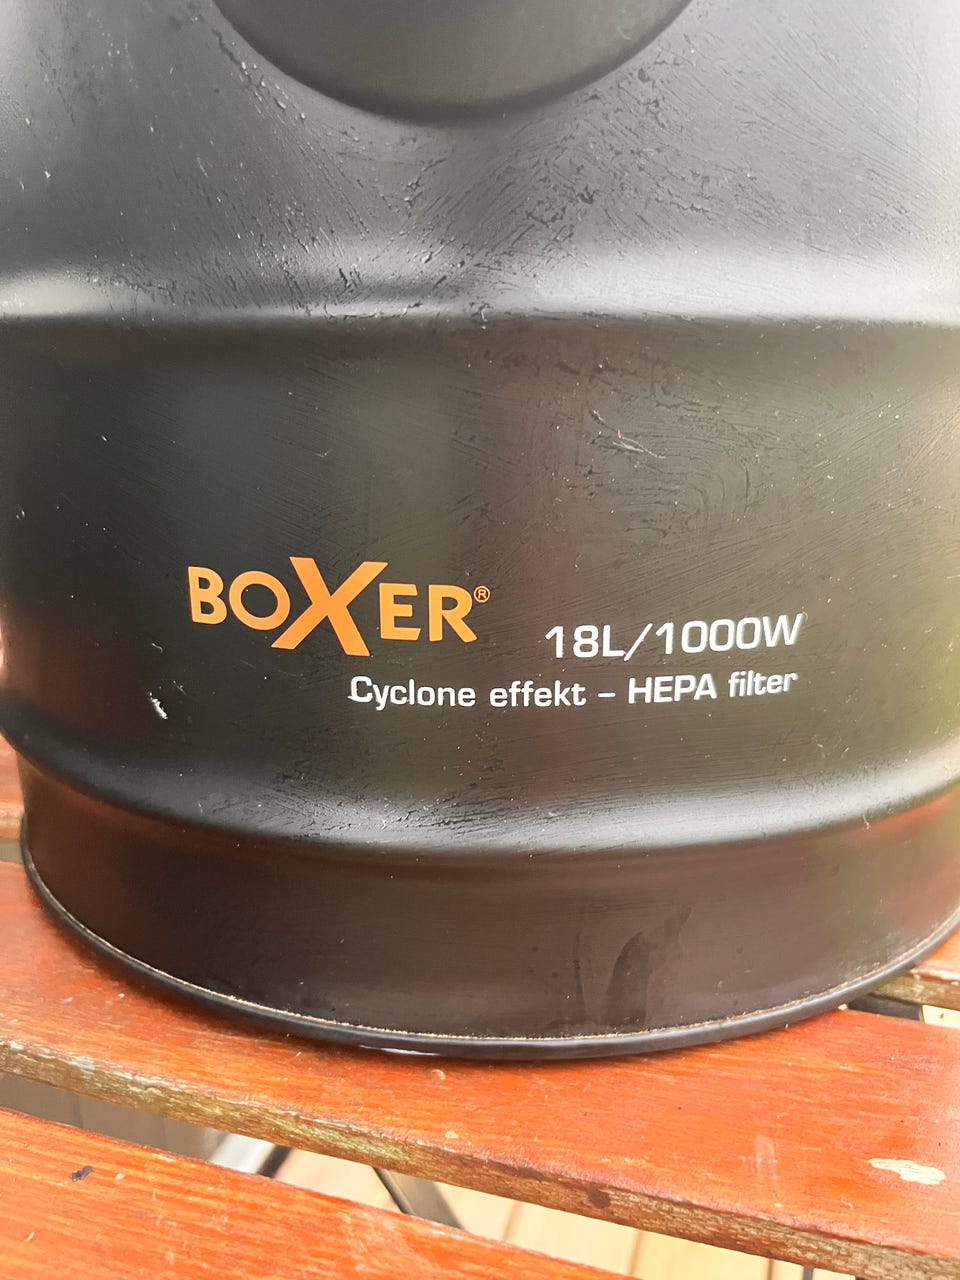 BOXER®
18L/1000W
Cyclone effekt – HEPA filter